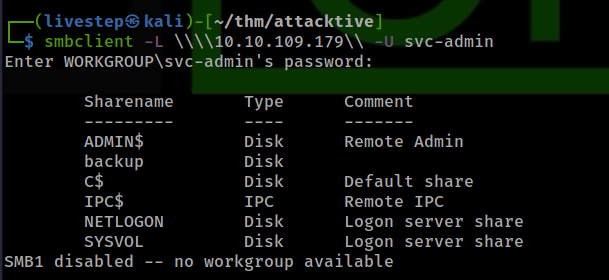 ┌──(livestep㉿kali)-[~/thm/attacktive]
└─$ smbclient -L \\\\10.10.109.179\\ -U svc-admin
Enter WORKGROUP\svc-admin's password:
Sharename       Type      Comment
---------       ----      -------
ADMIN$          Disk      Remote Admin
backup          Disk
C$              Disk      Default share
IPC$            IPC       Remote IPC
NETLOGON        Disk      Logon server share
SYSVOL          Disk      Logon server share
SMB1 disabled -- no workgroup available